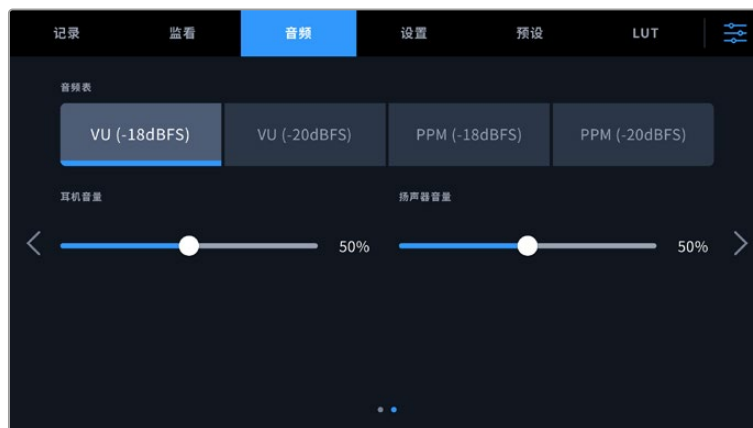 记录 监看 音频 设置 预设 LUT
音频表
VU (-18dBFS) VU (-20dBFS) PPM (-18dBFS) PPM (-20dBFS)
耳机音量 扬声器音量
50% 50%